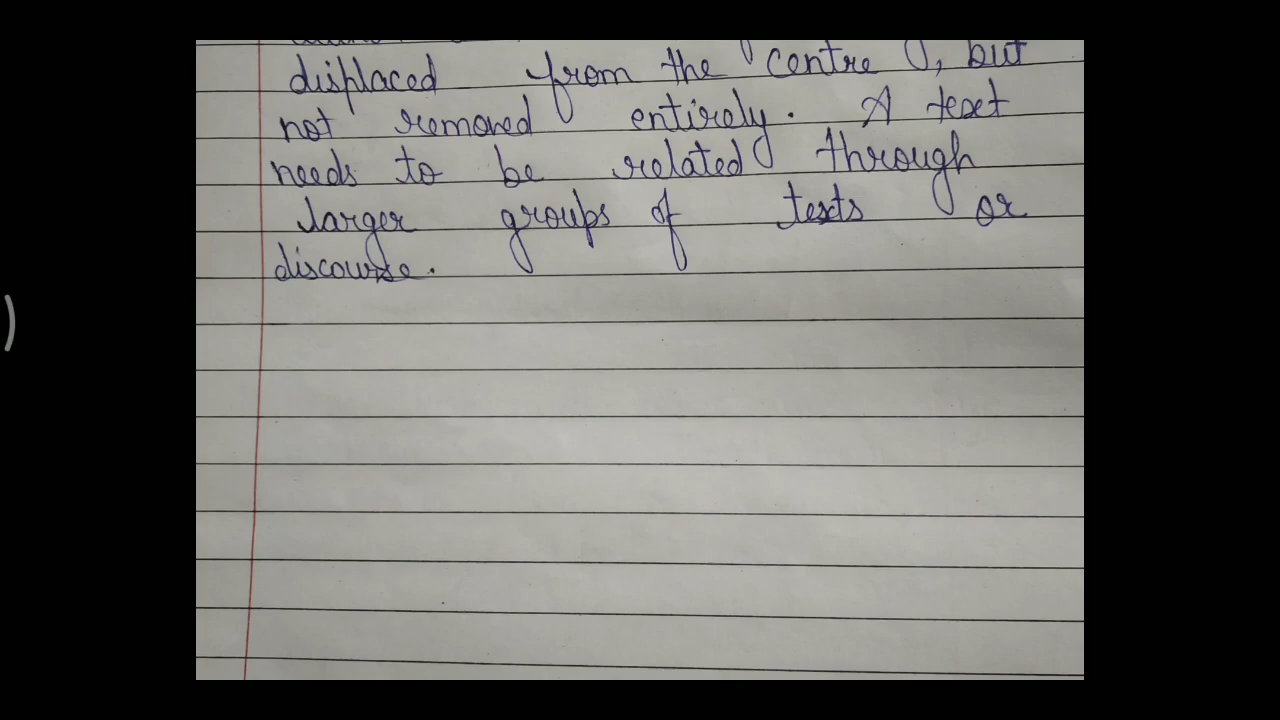 displaced from the centre, but
not removed entirely. A text
needs to be related through
larger groups of texts or
discourse.